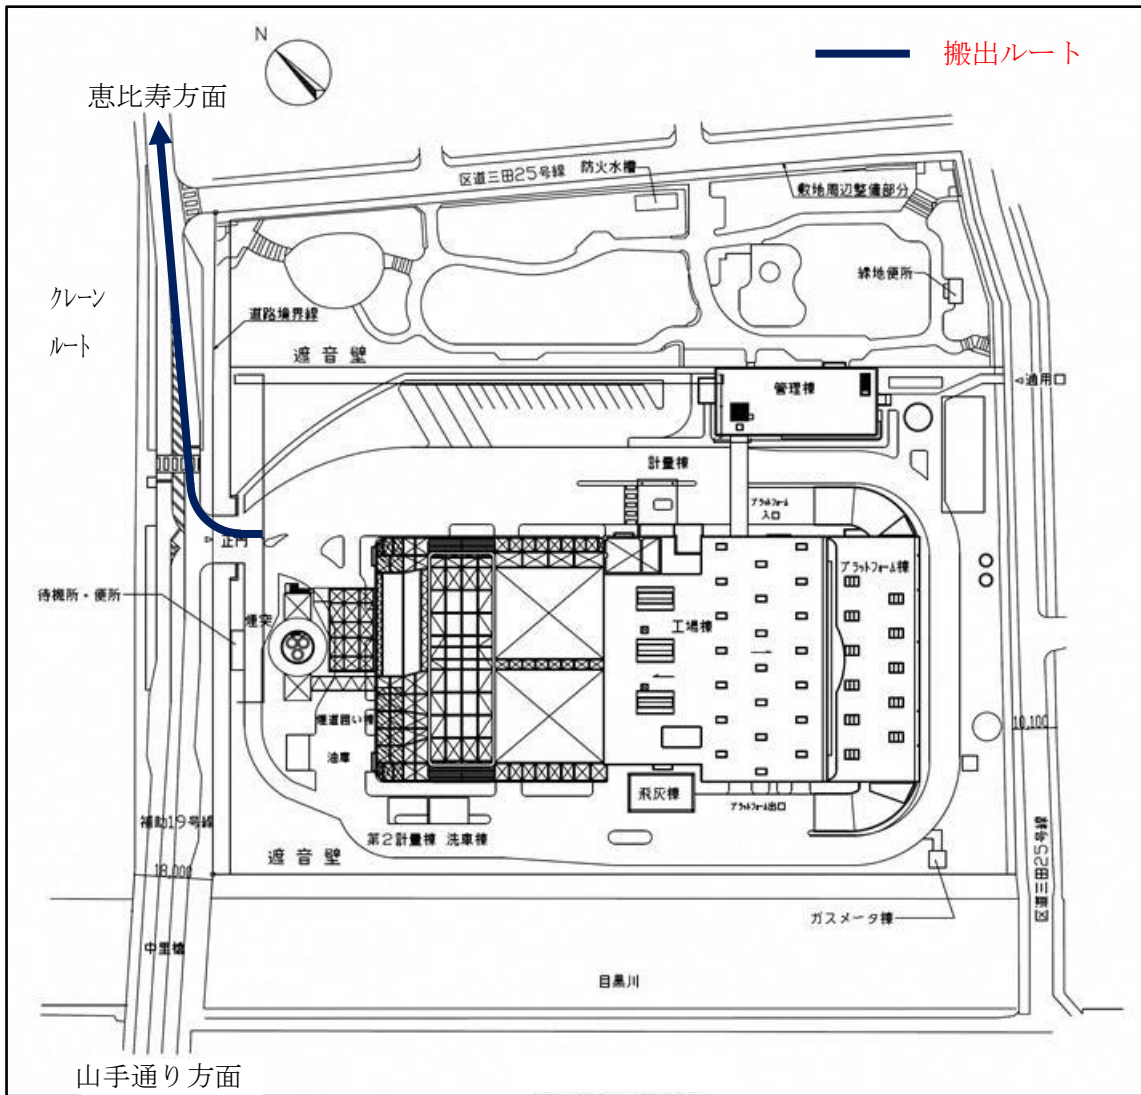 N
搬出ルート
恵比寿方面
区道三田25号線
防火水槽
敷地周辺整備部分
緑地便所
クレーン
ルート
道路境界線
遮音壁
管理棟
通用口
計量棟
プラットフォーム
入口
正門
プラットフォーム棟
待機所・便所
煙突
工場棟
10,100
煙道囲い棟
油庫
飛灰棟
プラットフォーム出口
補助19号線
第2計量棟
洗車棟
遮音壁
18,000
区道三田25号線
ガスメータ棟
中里橋
目黒川
山手通り方面